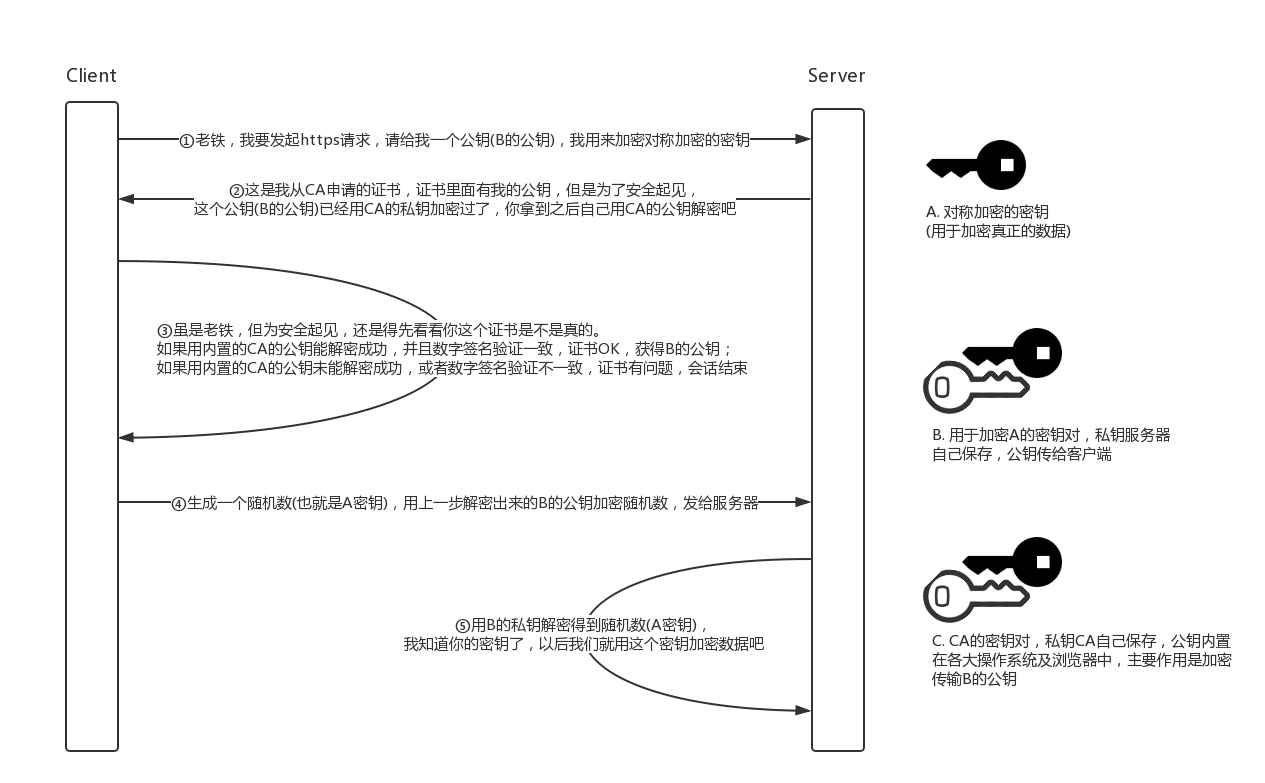 Client
Server
①老铁，我要发起https请求，请给我一个公钥(B的公钥)，我用来加密对称加密的密钥
②这是我从CA申请的证书，证书里面有我的公钥，但是为了安全起见，
这个公钥(B的公钥)已经用CA的私钥加密过了，你拿到之后自己用CA的公钥解密吧
③虽是老铁，但为安全起见，还是得先看看你这个证书是不是真的。
如果用内置的CA的公钥能解密成功，并且数字签名验证一致，证书OK，获得B的公钥；
如果用内置的CA的公钥未能解密成功，或者数字签名验证不一致，证书有问题，会话结束
④生成一个随机数(也就是A密钥)，用上一步解密出来的B的公钥加密随机数，发给服务器
⑤用B的私钥解密得到随机数(A密钥)，
我知道你的密钥了，以后我们就用这个密钥加密数据吧
A. 对称加密的密钥
(用于加密真正的数据)
B. 用于加密A的密钥对，私钥服务器
自己保存，公钥传给客户端
C. CA的密钥对，私钥CA自己保存，公钥内置
在各大操作系统及浏览器中，主要作用是加密
传输B的公钥